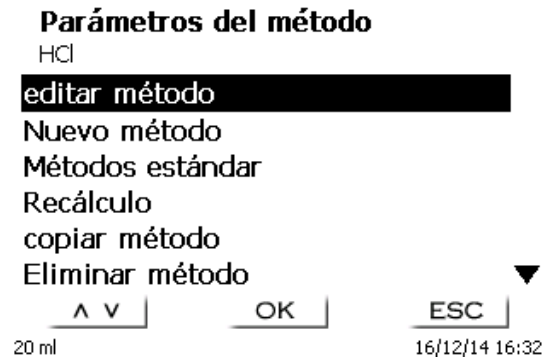 Parámetros del método
HCl
editar método
Nuevo método
Métodos estándar
Recálculo
copiar método
Eliminar método
OK ESC
20 ml 16/12/14 16:32